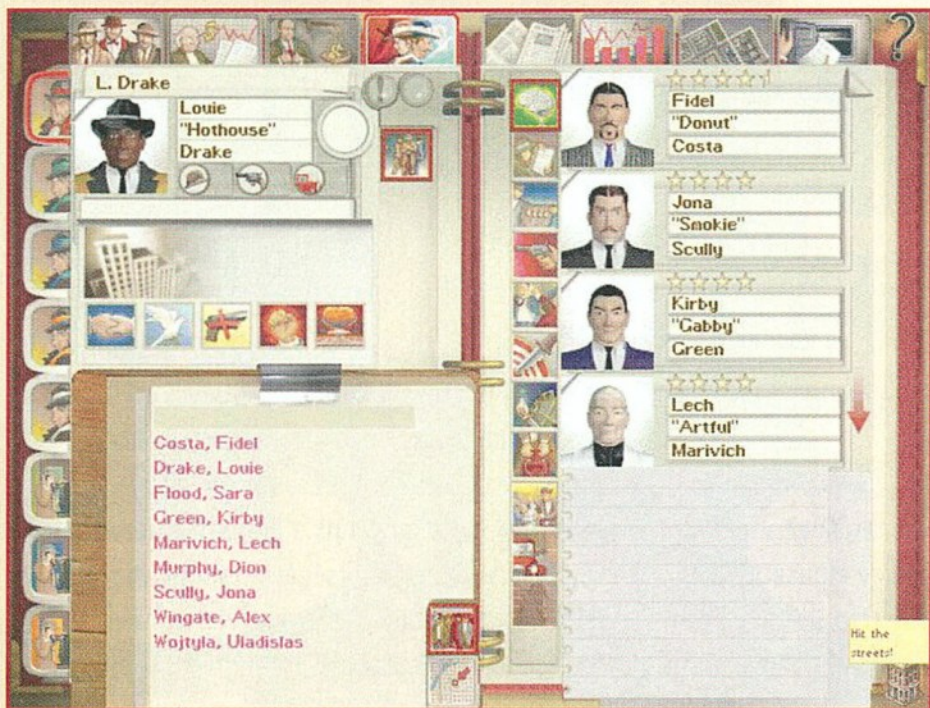 L. Drake
Louie
"Hothouse"
Drake
Costa, Fidel
Drake, Louie
Flood, Sara
Green, Kirby
Marivich, Lech
Murphy, Dion
Scully, Jona
Wingate, Alex
Wojtyla, Uladislas
?
Fidel
"Donut"
Costa
Jona
"Smokie"
Scully
Kirby
"Gabby"
Green
Lech
"Artful"
Marivich
Hit the
streets!